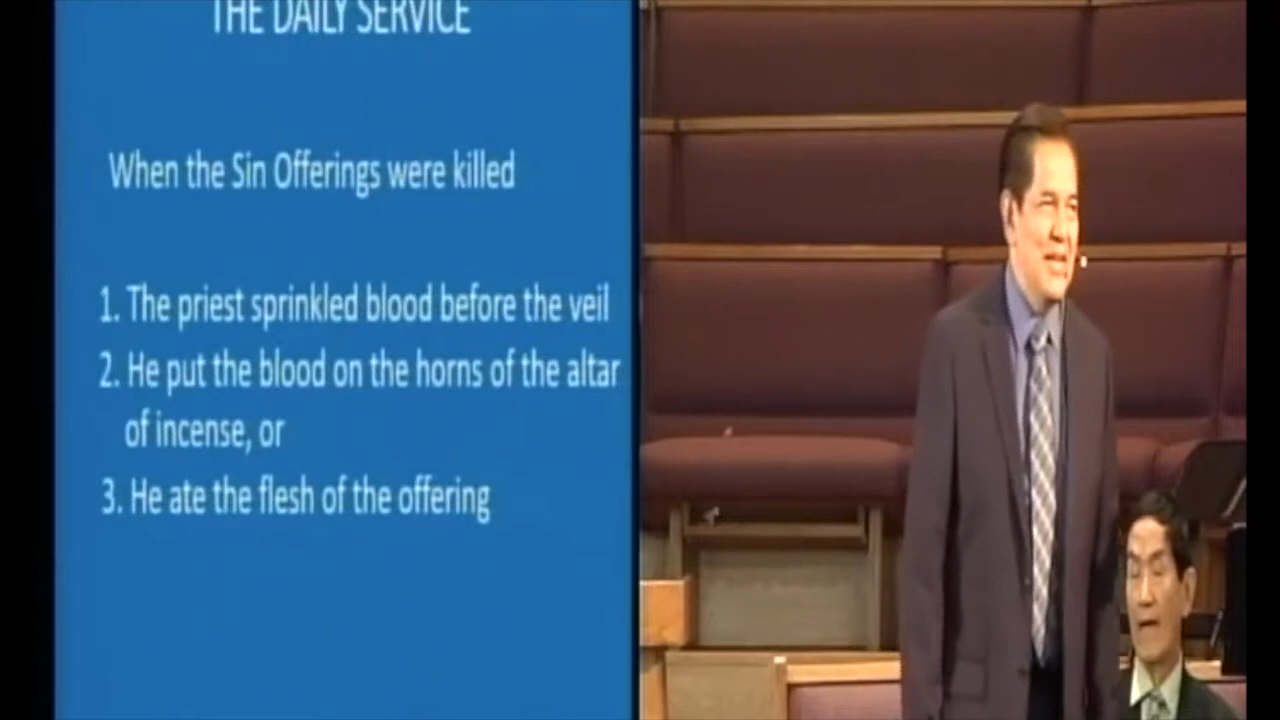 THE DAILY SERVICE
When the Sin Offerings were killed
1. The priest sprinkled blood before the veil
2. He put the blood on the horns of the altar
of incense, or
3. He ate the flesh of the offering